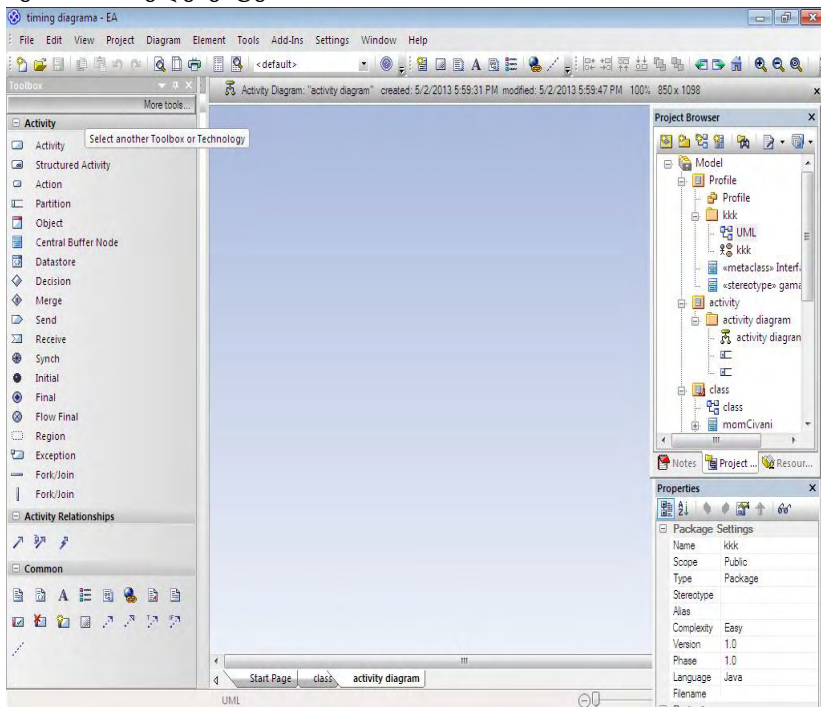 timing diagrama - EA
File Edit View Project Diagram Element Tools Add-Ins Settings Window Help
<default>
Toolbox
More tools...
Activity Diagram: "activity diagram" created: 5/2/2013 5:59:31 PM modified: 5/2/2013 5:59:47 PM 100% 850 x 1098
Activity
Select another Toolbox or Technology
Activity
Structured Activity
Action
Partition
Object
Central Buffer Node
Datastore
Decision
Merge
Send
Receive
Synch
Initial
Final
Flow Final
Region
Exception
Fork/Join
Fork/Join
Activity Relationships
Common
Start Page class activity diagram
UML
Project Browser
Model
Profile
Profile
kkk
UML
kkk
«metaclass» Interf
«stereotype» gama
activity
activity diagram
activity diagran
class
class
momCivani
Notes Project ... Resour...
Properties
Package Settings
Name kkk
Scope Public
Type Package
Stereotype
Alias
Complexity Easy
Version 1.0
Phase 1.0
Language Java
Filename